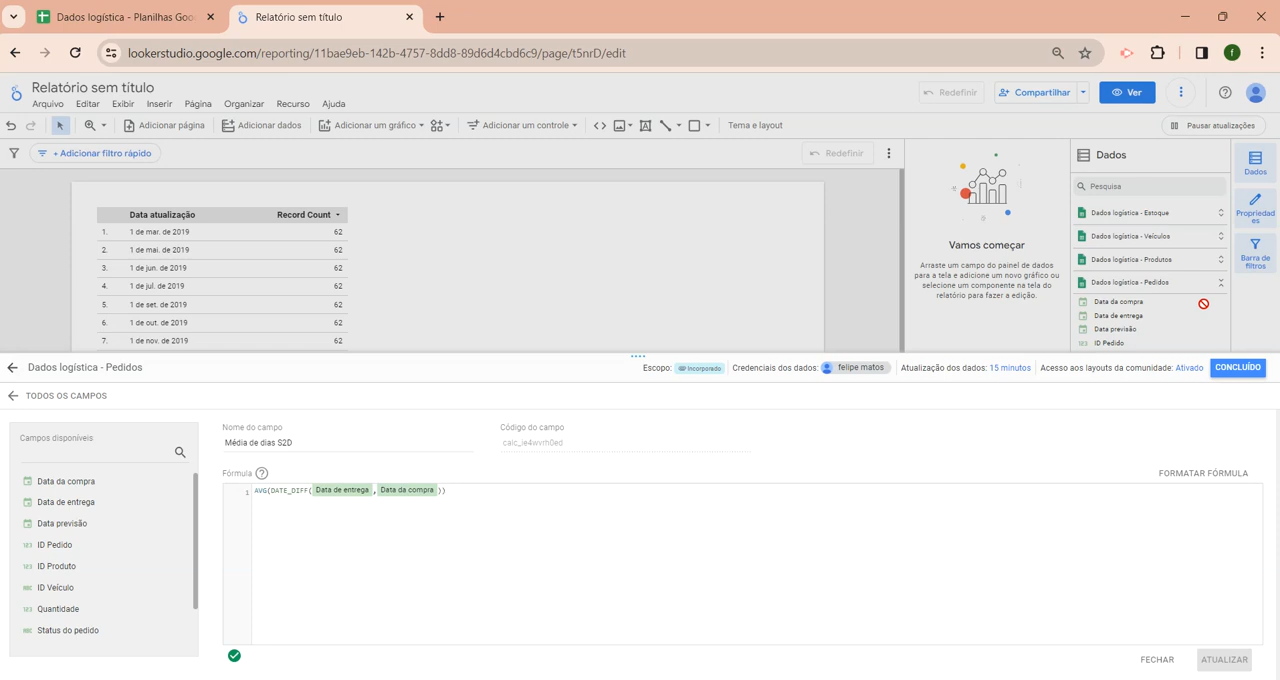 Dados logística - Planilhas Goo
Relatório sem título
lookerstudio.google.com/reporting/11bae9eb-142b-4757-8dd8-89d6d4cbd6c9/page/t5nrD/edit
f
Relatório sem título
Arquivo Editar Exibir Inserir Página Organizar Recurso Ajuda
Redefinir Compartilhar Ver
Adicionar página Adicionar dados Adicionar um gráfico Adicionar um controle Tema e layout Pausar atualizações
+ Adicionar filtro rápido Redefinir
Data atualização Record Count
1. 1 de mar. de 2019 62
2. 1 de mai. de 2019 62
3. 1 de jun. de 2019 62
4. 1 de jul. de 2019 62
5. 1 de set. de 2019 62
6. 1 de out. de 2019 62
7. 1 de nov. de 2019 62
Vamos começar
Arraste um campo do painel de dados
para a tela e adicione um novo gráfico ou
selecione um componente na tela do
relatório para fazer a edição.
Dados
Pesquisa
Dados logística - Estoque
Dados logística - Veículos
Dados logística - Produtos
Dados logística - Pedidos
Data da compra
Data de entrega
Data previsão
123 ID Pedido
Dados
Propriedad
es
Barra de
filtros
Dados logística - Pedidos
Escopo: Incorporado Credenciais dos dados: felipe matos Atualização dos dados: 15 minutos Acesso aos layouts da comunidade: Ativado CONCLUÍDO
TODOS OS CAMPOS
Campos disponíveis
Data da compra
Data de entrega
Data previsão
123 ID Pedido
123 ID Produto
ABC ID Veículo
123 Quantidade
ABC Status do pedido
Nome do campo
Média de dias S2D
Código do campo
calc_ie4wvrh0ed
Fórmula
FORMATAR FÓRMULA
1 AVG(DATE_DIFF( Data de entrega , Data da compra ))
FECHAR ATUALIZAR